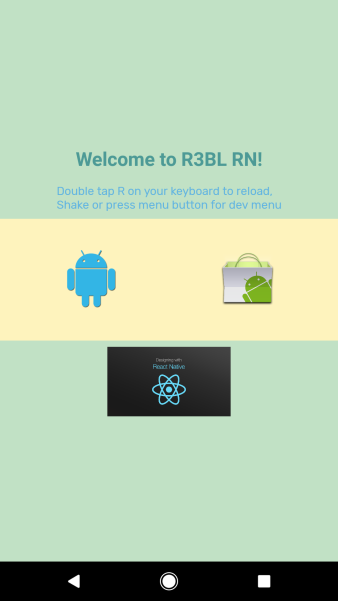 Welcome to R3BL RN!
Double tap R on your keyboard to reload,
Shake or press menu button for dev menu
Designing with
React Native